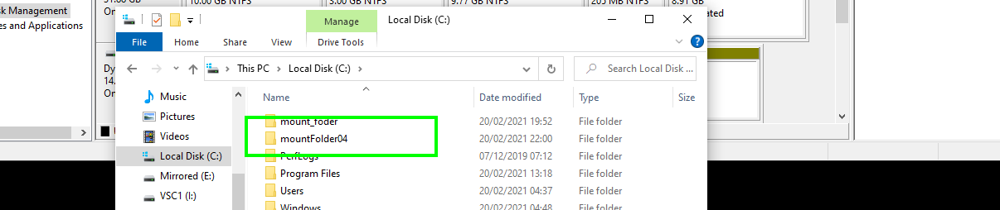 sk Management
es and Applications
10.00 GB NTFS
3.00 GB NTFS
9.77 GB NTFS
205 MB NTFS
8.91 GB
On
ated
Manage
Local Disk (C:)
File
Home
Share
View
Drive Tools
This PC
Local Disk (C:)
Search Local Disk ...
Dy
14.
On
Name
Date modified
Type
Size
Music
Pictures
Videos
Local Disk (C:)
Mirrored (E:)
VSC1 (I:)
mount_foder
20/02/2021 19:52
File folder
mountFolder04
20/02/2021 22:00
File folder
PerfLogs
07/12/2019 07:12
File folder
Program Files
20/02/2021 13:18
File folder
Users
20/02/2021 04:37
File folder
Windows
20/02/2021 04:48
File folder